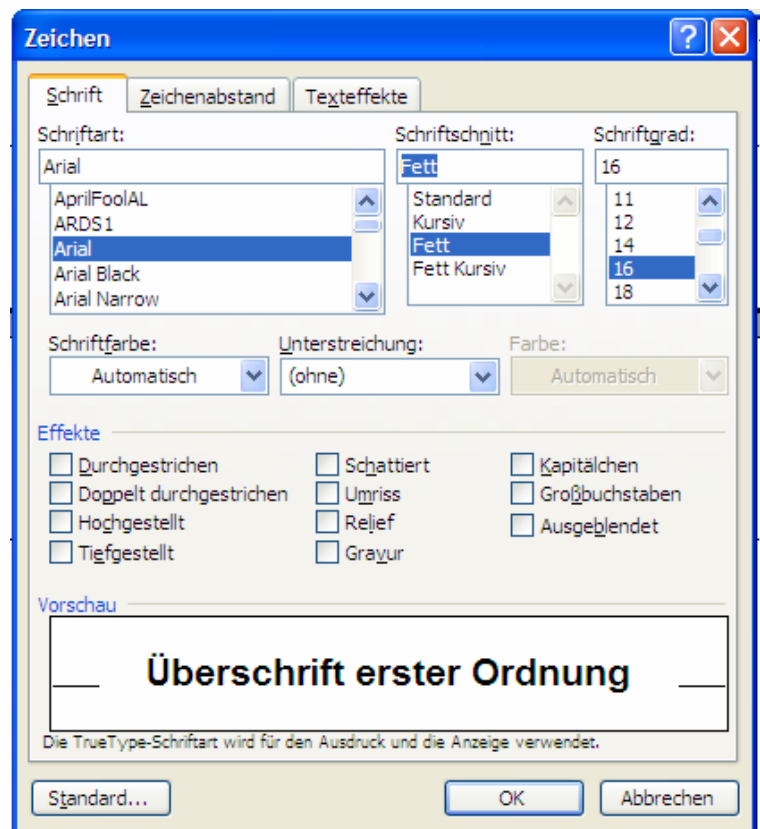 Zeichen
Schrift Zeichenabstand Texteffekte
Schriftart: Schriftschnitt: Schriftgrad:
Arial Fett 16
AprilFoolAL Standard 11
ARDS1 Kursiv 12
Arial Fett 14
Arial Black Fett Kursiv 16
Arial Narrow 18
Schriftfarbe: Unterstreichung: Farbe:
Automatisch (ohne) Automatisch
Effekte
Durchgestrichen Schattiert Kapitälchen
Doppelt durchgestrichen Umriss Großbuchstaben
Hochgestellt Relief Ausgeblendet
Tiefgestellt Gravur
Vorschau
Überschrift erster Ordnung
Die TrueType-Schriftart wird für den Ausdruck und die Anzeige verwendet.
Standard... OK Abbrechen